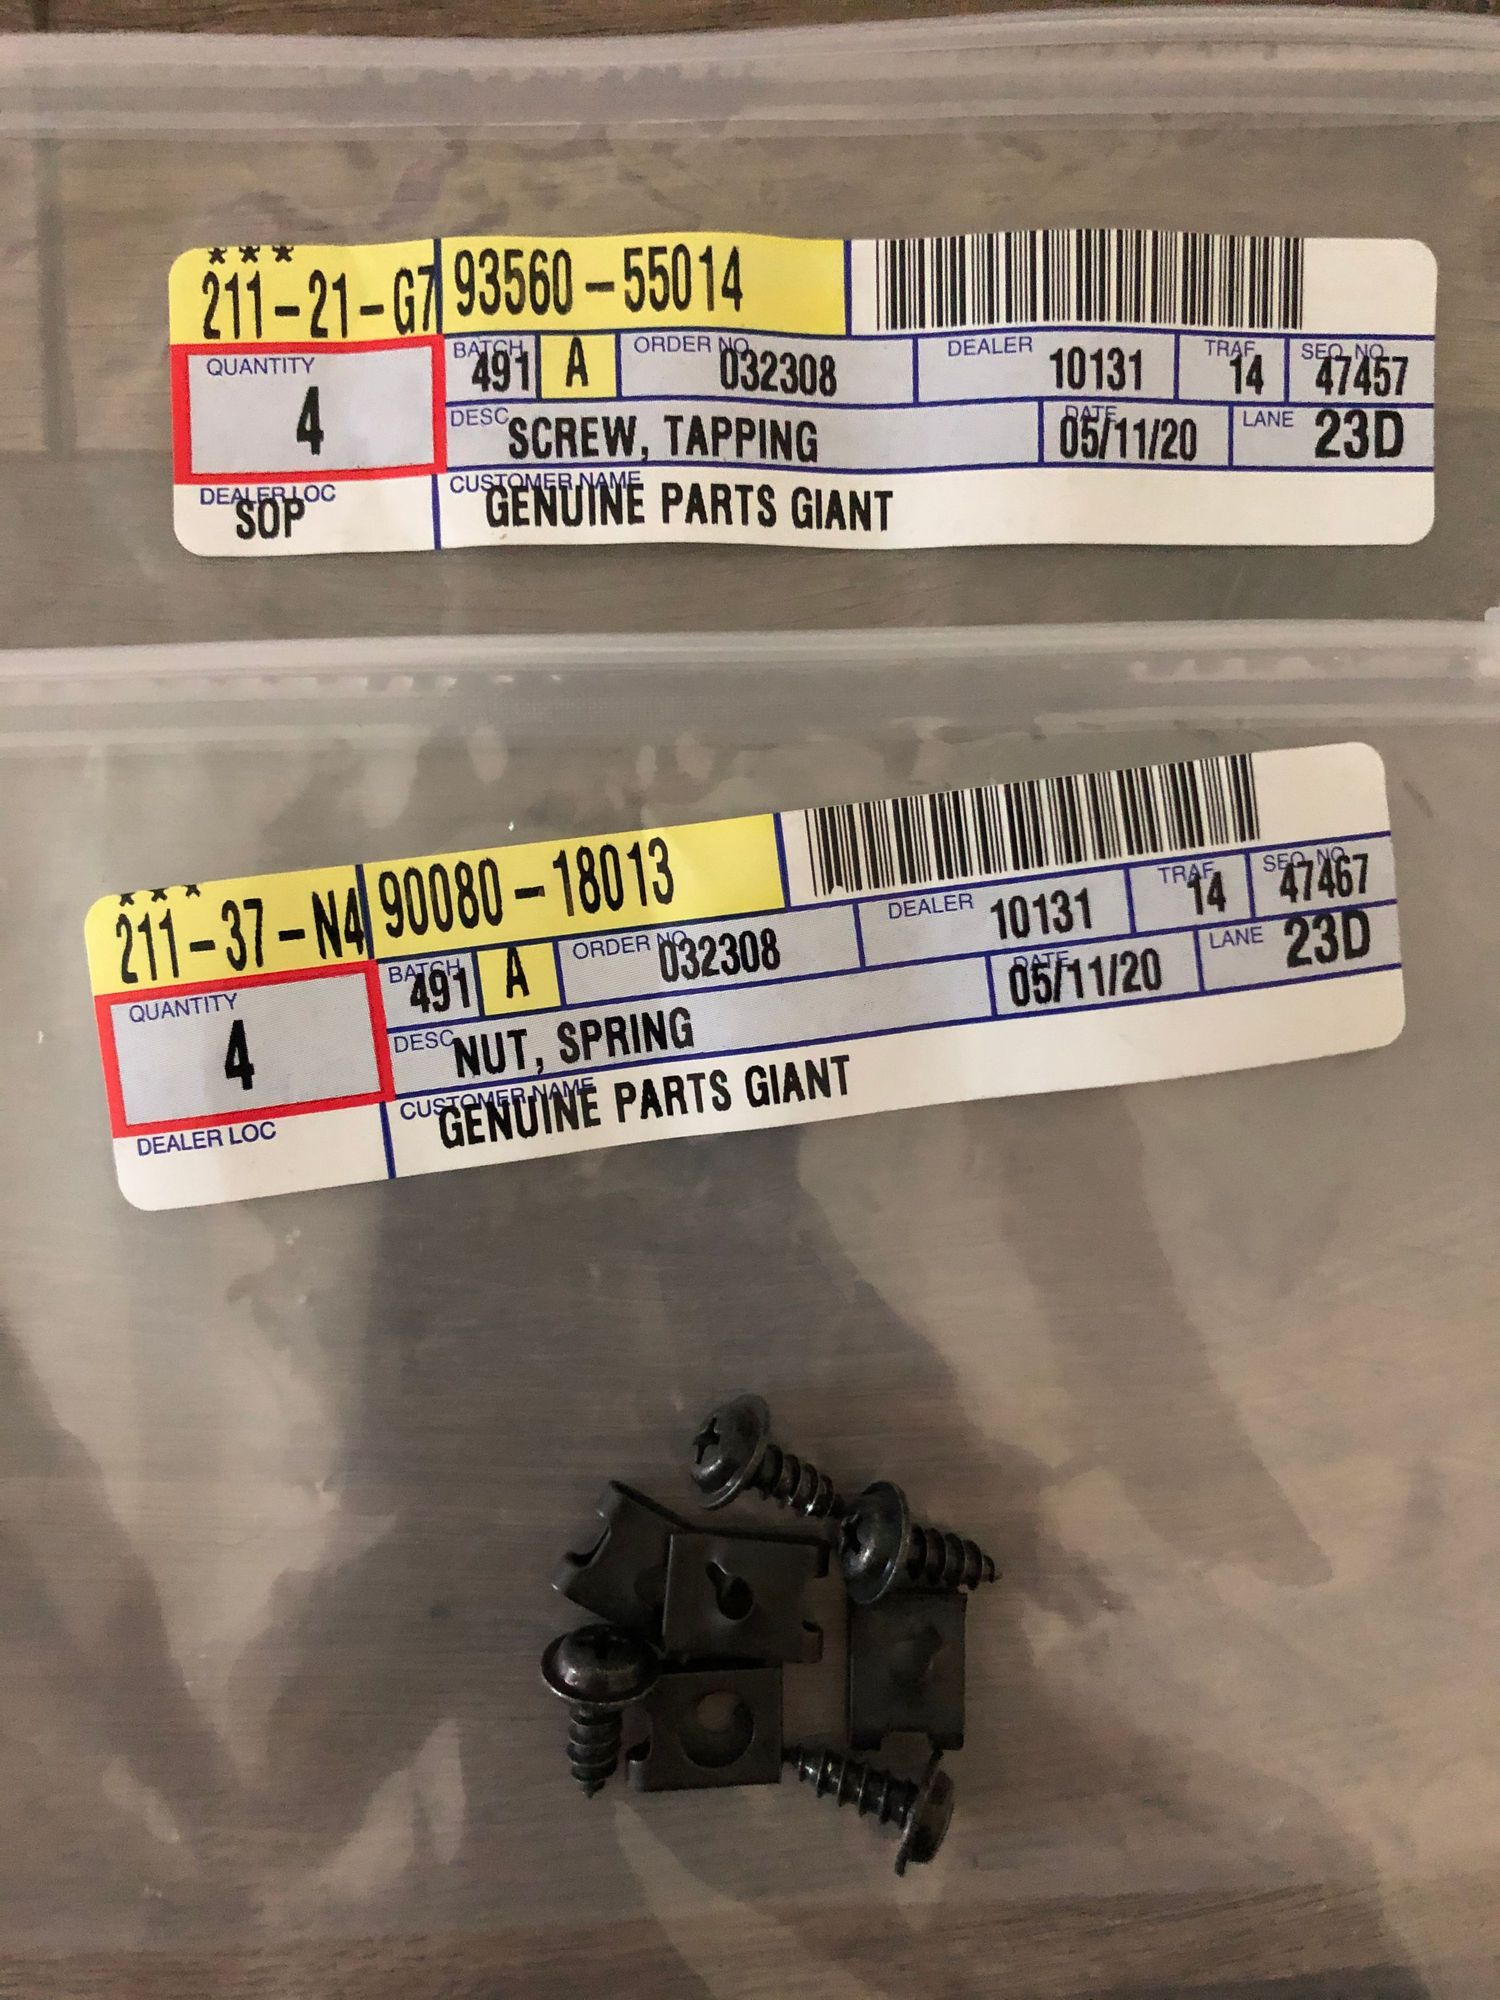 ***
211-21-G7 93560-55014
QUANTITY 4
BATCH 491 A ORDER NO. 032308 DEALER 10131 TRAF 14 SEQ. NO. 47457
DESC SCREW, TAPPING DATE 05/11/20 LANE 23D
DEALER LOC SOP
CUSTOMER NAME GENUINE PARTS GIANT
***
211-37-N4 90080-18013
QUANTITY 4
BATCH 491 A ORDER NO. 032308 DEALER 10131 TRAF 14 SEQ. NO. 47467
DESC NUT, SPRING DATE 05/11/20 LANE 23D
DEALER LOC
CUSTOMER NAME GENUINE PARTS GIANT